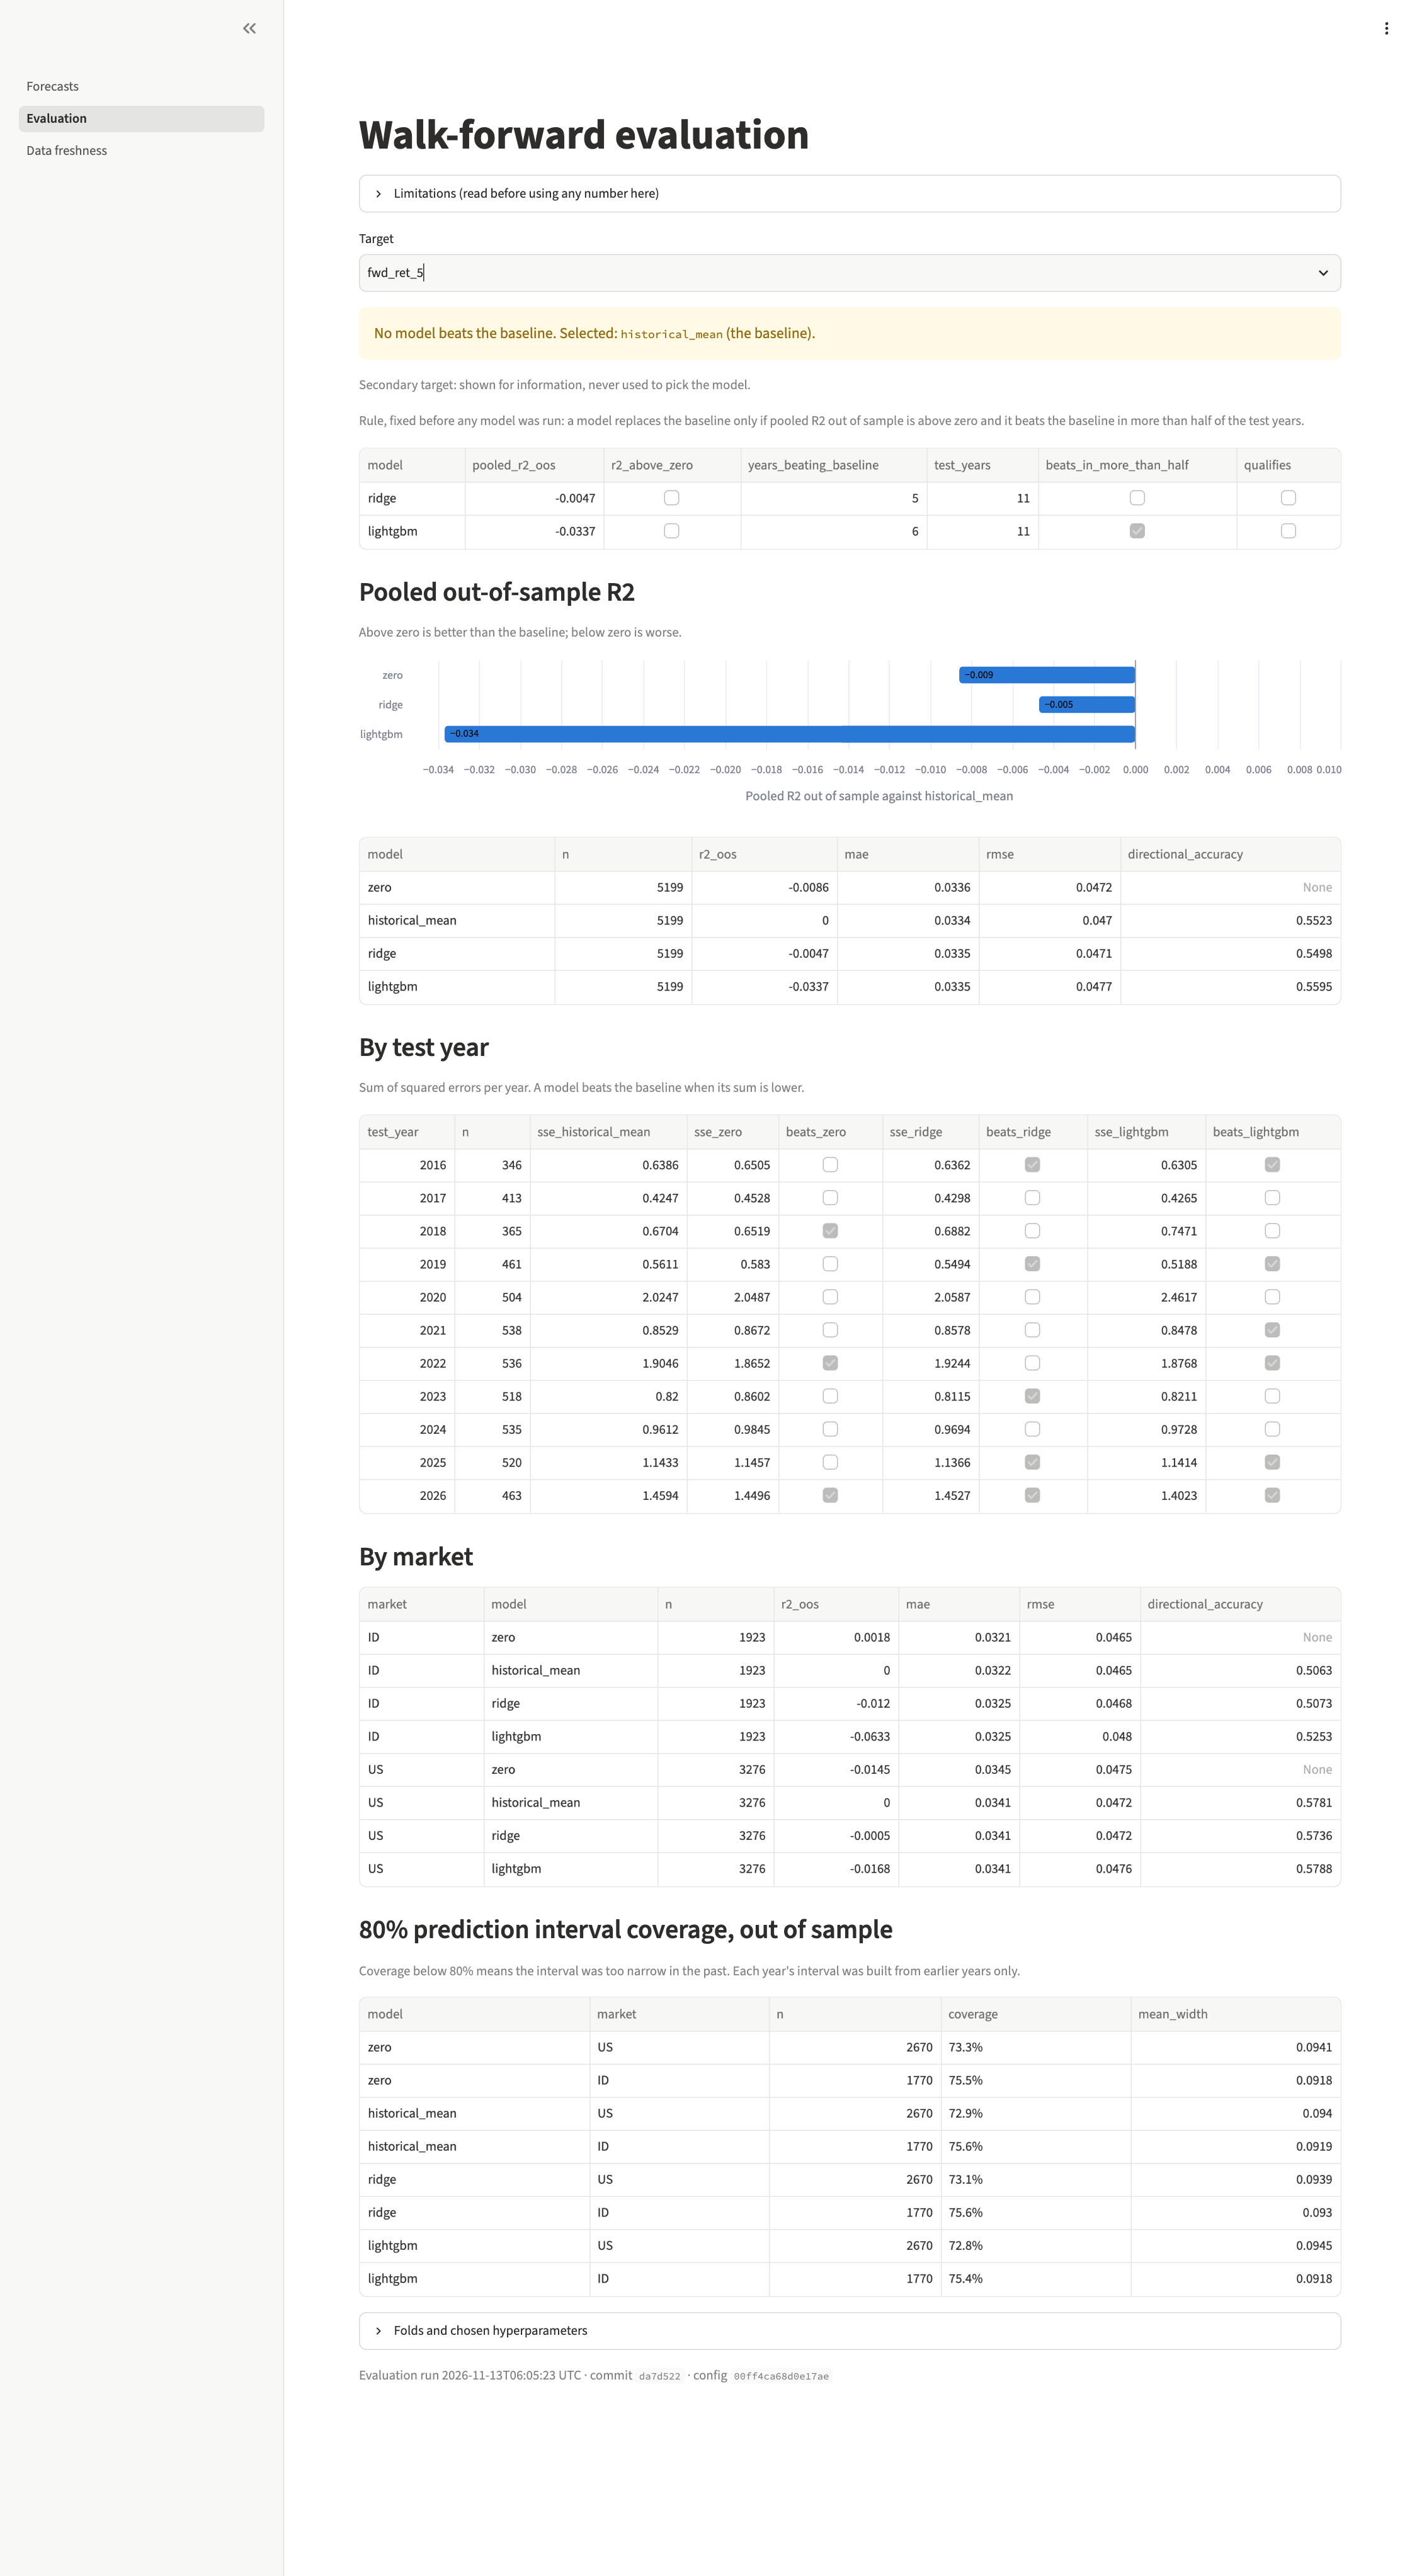 Forecasts
Evaluation
Data freshness
Walk-forward evaluation
Limitations (read before using any number here)
Target
fwd_ret_5
No model beats the baseline. Selected: historical_mean (the baseline).
Secondary target: shown for information, never used to pick the model.
Rule, fixed before any model was run: a model replaces the baseline only if pooled R2 out of sample is above zero and it beats the baseline in more than half of the test years.
model pooled_r2_oos r2_above_zero years_beating_baseline test_years beats_in_more_than_half qualifies
ridge -0.0047 5 11
lightgbm -0.0337 6 11
Pooled out-of-sample R2
Above zero is better than the baseline; below zero is worse.
zero −0.009
ridge −0.005
lightgbm −0.034
−0.034 −0.032 −0.030 −0.028 −0.026 −0.024 −0.022 −0.020 −0.018 −0.016 −0.014 −0.012 −0.010 −0.008 −0.006 −0.004 −0.002 0.000 0.002 0.004 0.006 0.008 0.010
Pooled R2 out of sample against historical_mean
model n r2_oos mae rmse directional_accuracy
zero 5199 -0.0086 0.0336 0.0472 None
historical_mean 5199 0 0.0334 0.047 0.5523
ridge 5199 -0.0047 0.0335 0.0471 0.5498
lightgbm 5199 -0.0337 0.0335 0.0477 0.5595
By test year
Sum of squared errors per year. A model beats the baseline when its sum is lower.
test_year n sse_historical_mean sse_zero beats_zero sse_ridge beats_ridge sse_lightgbm beats_lightgbm
2016 346 0.6386 0.6505 0.6362 0.6305
2017 413 0.4247 0.4528 0.4298 0.4265
2018 365 0.6704 0.6519 0.6882 0.7471
2019 461 0.5611 0.583 0.5494 0.5188
2020 504 2.0247 2.0487 2.0587 2.4617
2021 538 0.8529 0.8672 0.8578 0.8478
2022 536 1.9046 1.8652 1.9244 1.8768
2023 518 0.82 0.8602 0.8115 0.8211
2024 535 0.9612 0.9845 0.9694 0.9728
2025 520 1.1433 1.1457 1.1366 1.1414
2026 463 1.4594 1.4496 1.4527 1.4023
By market
market model n r2_oos mae rmse directional_accuracy
ID zero 1923 0.0018 0.0321 0.0465 None
ID historical_mean 1923 0 0.0322 0.0465 0.5063
ID ridge 1923 -0.012 0.0325 0.0468 0.5073
ID lightgbm 1923 -0.0633 0.0325 0.048 0.5253
US zero 3276 -0.0145 0.0345 0.0475 None
US historical_mean 3276 0 0.0341 0.0472 0.5781
US ridge 3276 -0.0005 0.0341 0.0472 0.5736
US lightgbm 3276 -0.0168 0.0341 0.0476 0.5788
80% prediction interval coverage, out of sample
Coverage below 80% means the interval was too narrow in the past. Each year's interval was built from earlier years only.
model market n coverage mean_width
zero US 2670 73.3% 0.0941
zero ID 1770 75.5% 0.0918
historical_mean US 2670 72.9% 0.094
historical_mean ID 1770 75.6% 0.0919
ridge US 2670 73.1% 0.0939
ridge ID 1770 75.6% 0.093
lightgbm US 2670 72.8% 0.0945
lightgbm ID 1770 75.4% 0.0918
Folds and chosen hyperparameters
Evaluation run 2026-11-13T06:05:23 UTC · commit da7d522 · config 00ff4ca68d0e17ae